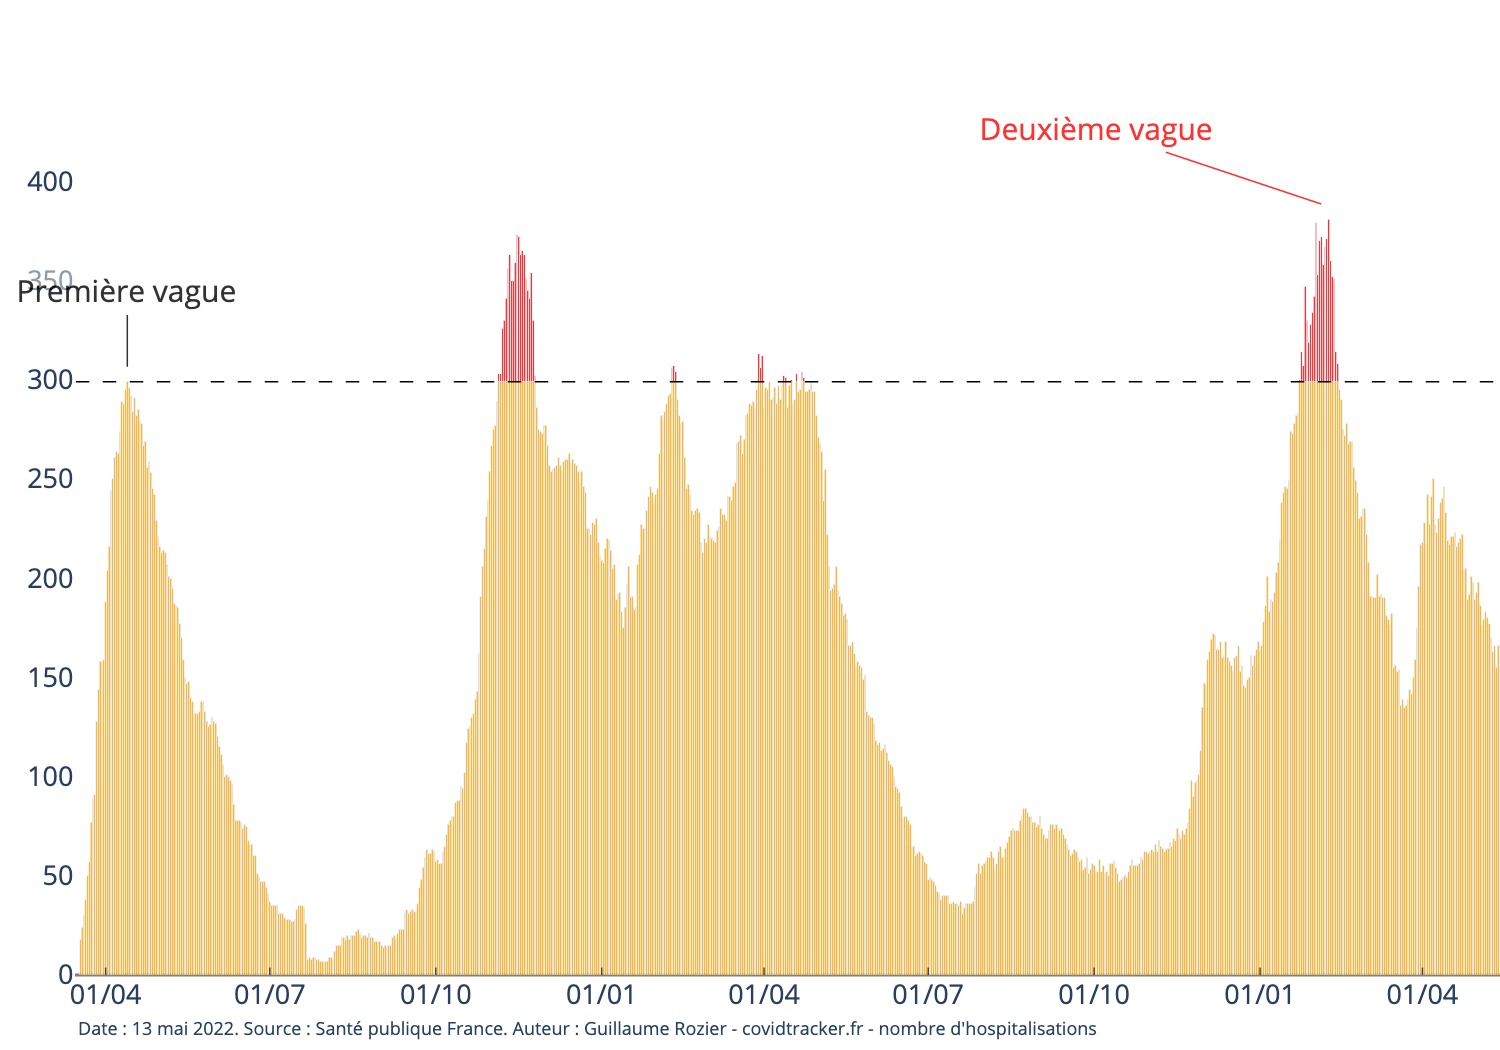 Deuxième vague
400
350
Première vague
300
250
200
150
100
50
0
01/04 01/07 01/10 01/01 01/04 01/07 01/10 01/01 01/04
Date : 13 mai 2022. Source : Santé publique France. Auteur : Guillaume Rozier - covidtracker.fr - nombre d'hospitalisations